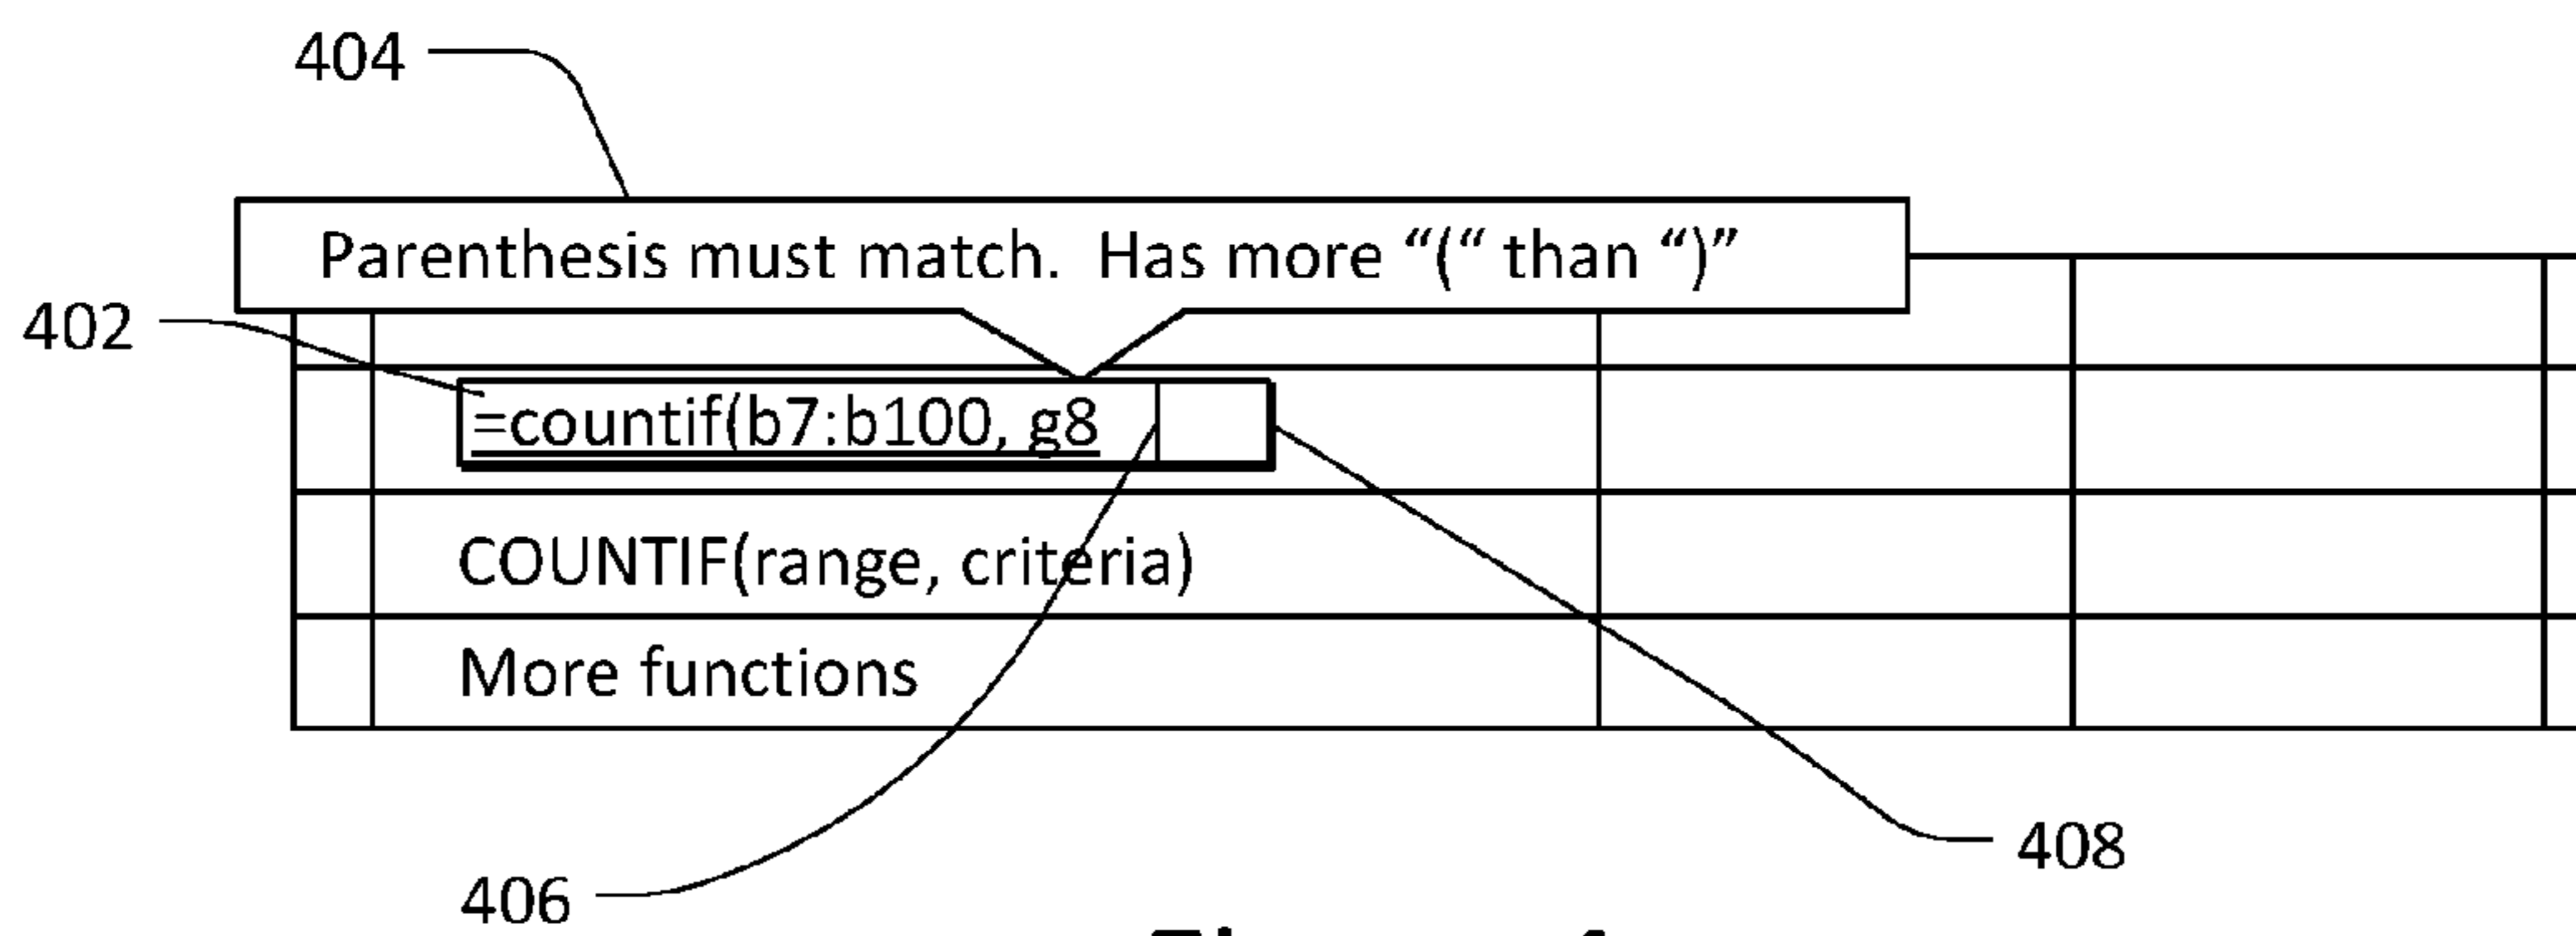 404
Parenthesis must match.  Has more “(“ than “)”
402
=countif(b7:b100, g8
COUNTIF(range, criteria)
More functions
408
406